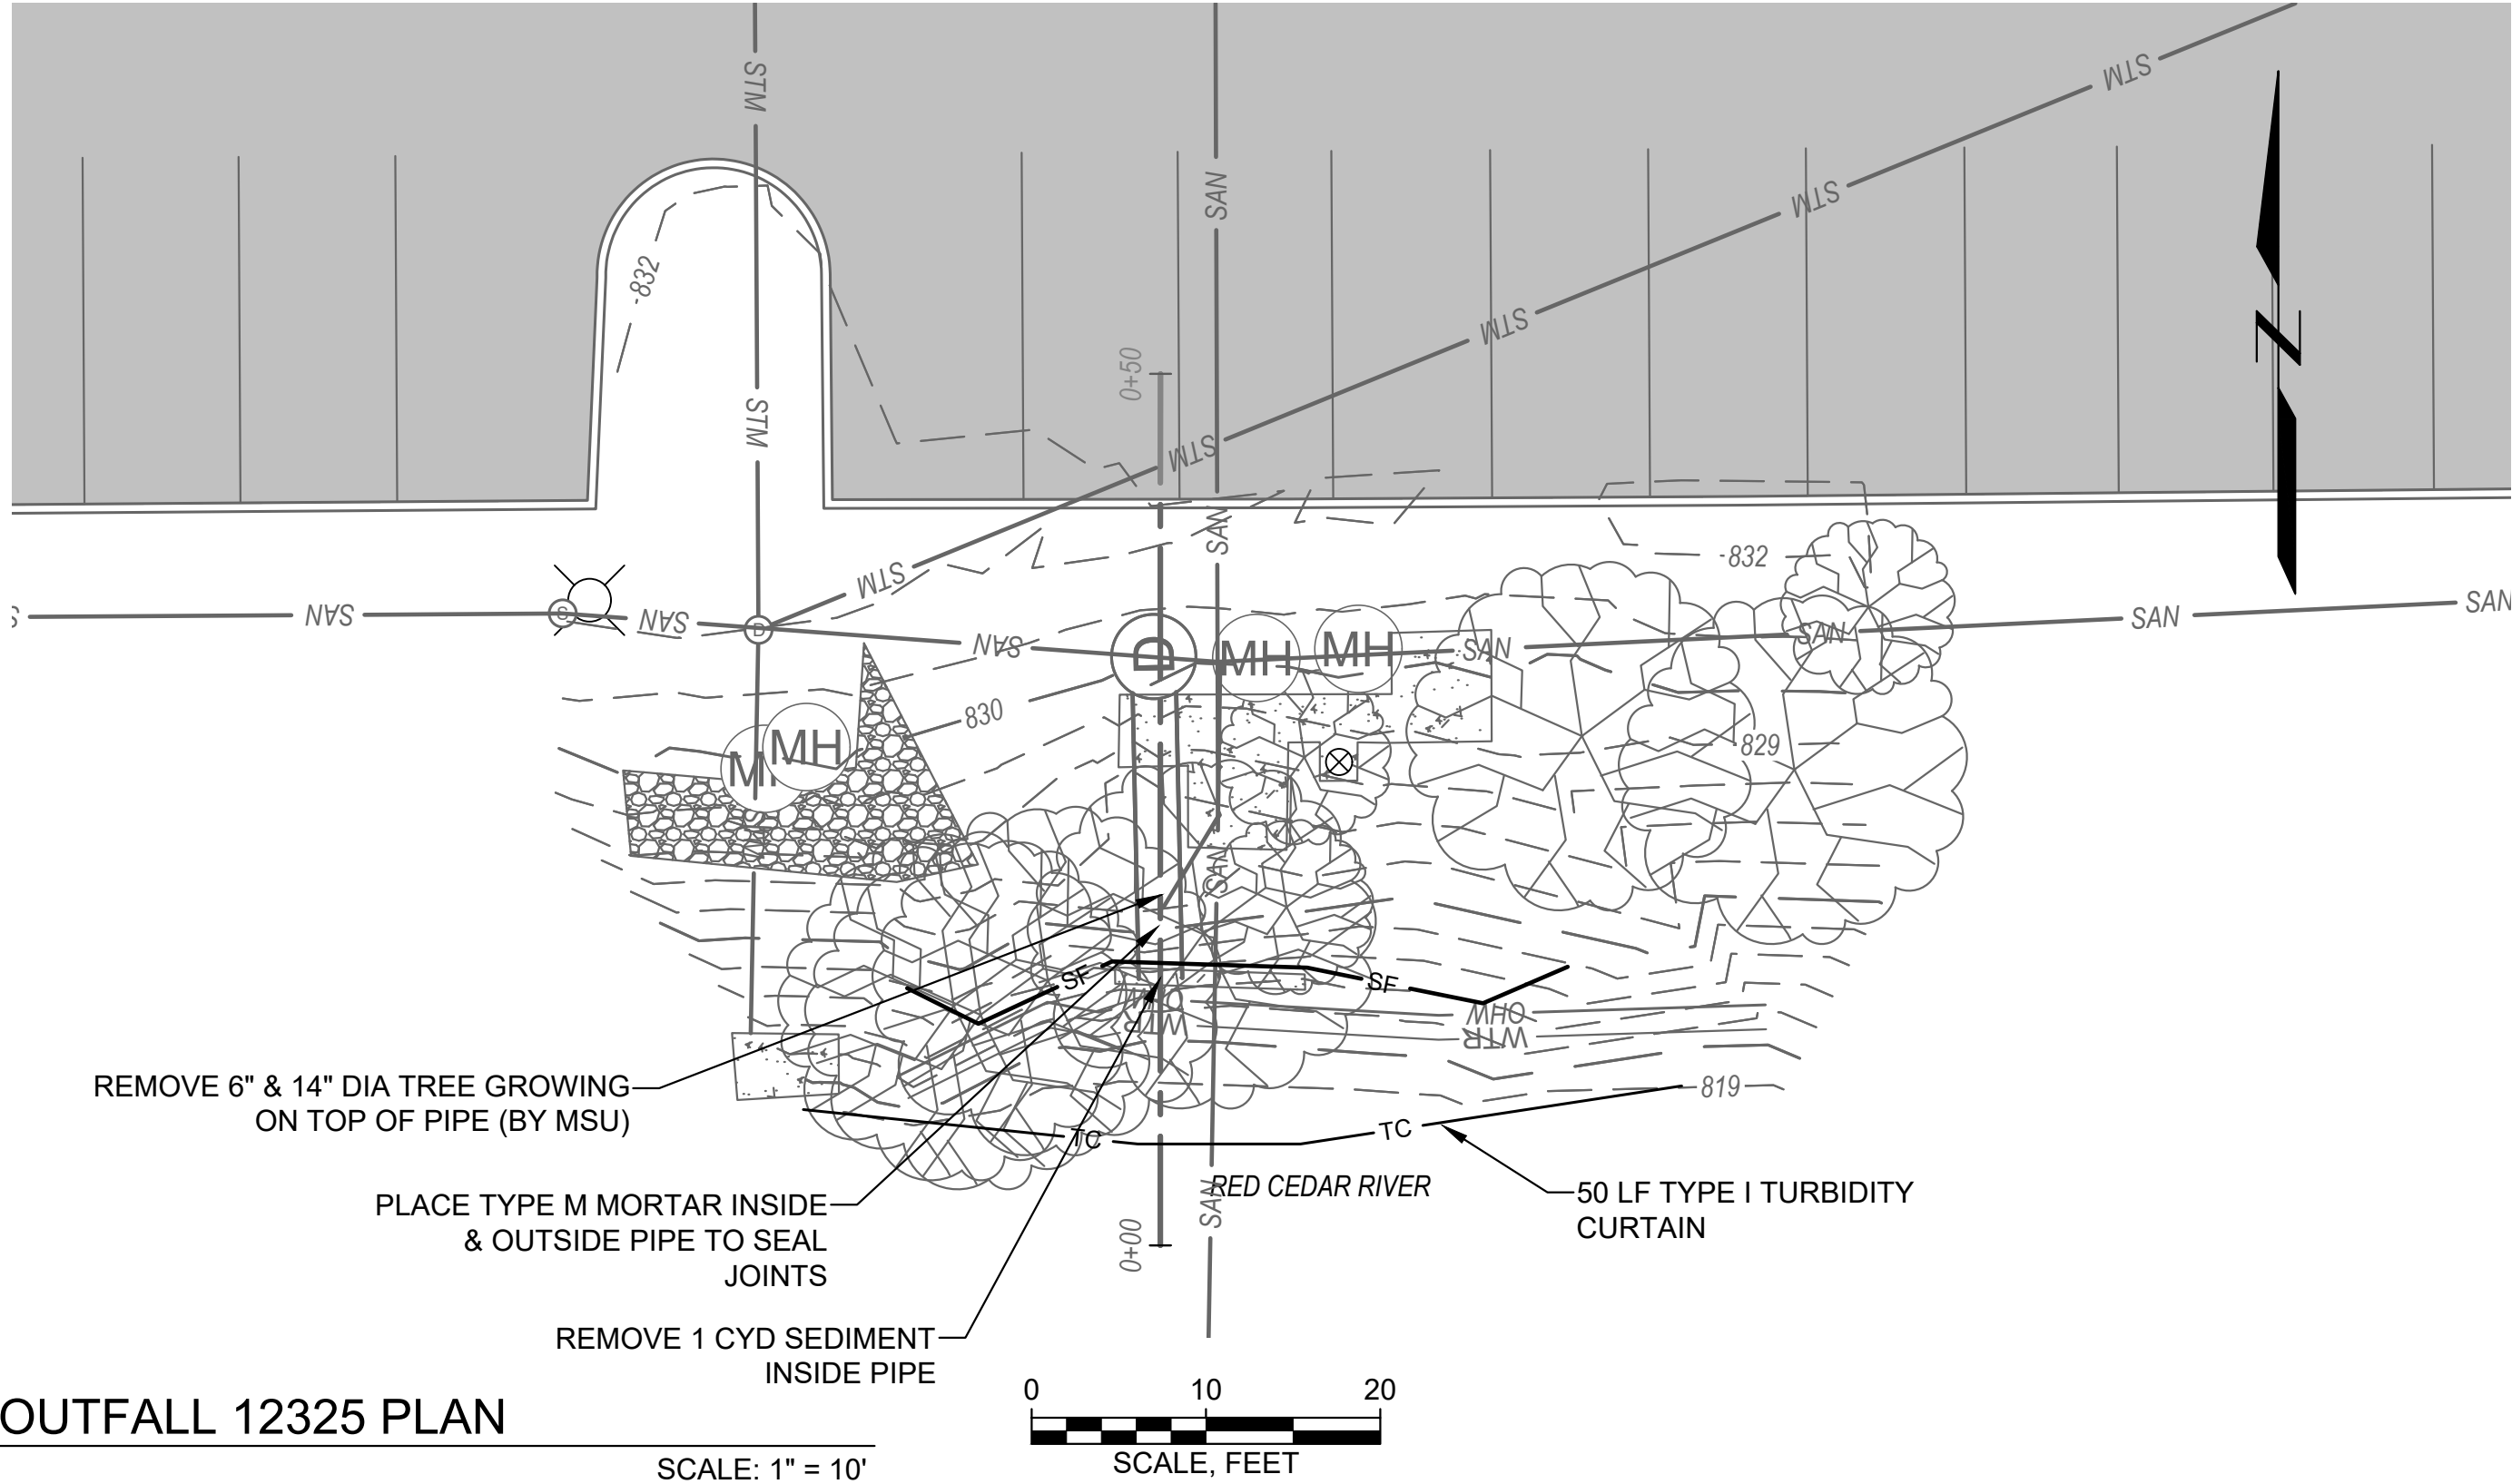 STM
STM
SAN
STM
-832
STM
0+50
STM
STM
SAN
-832
STM
S
SAN
S
SAN
D
SAN
D
MH
MH
SAN
SAN
SAN
SAN
830
829
MH
SAN
SF
SF
OHW
OHW
WTR
WTR
819
REMOVE 6" & 14" DIA TREE GROWING
ON TOP OF PIPE (BY MSU)
TC
TC
RED CEDAR RIVER
SAN
50 LF TYPE I TURBIDITY
CURTAIN
PLACE TYPE M MORTAR INSIDE
& OUTSIDE PIPE TO SEAL
JOINTS
0+00
REMOVE 1 CYD SEDIMENT
INSIDE PIPE
OUTFALL 12325 PLAN
SCALE: 1" = 10'
0 10 20
SCALE, FEET
N